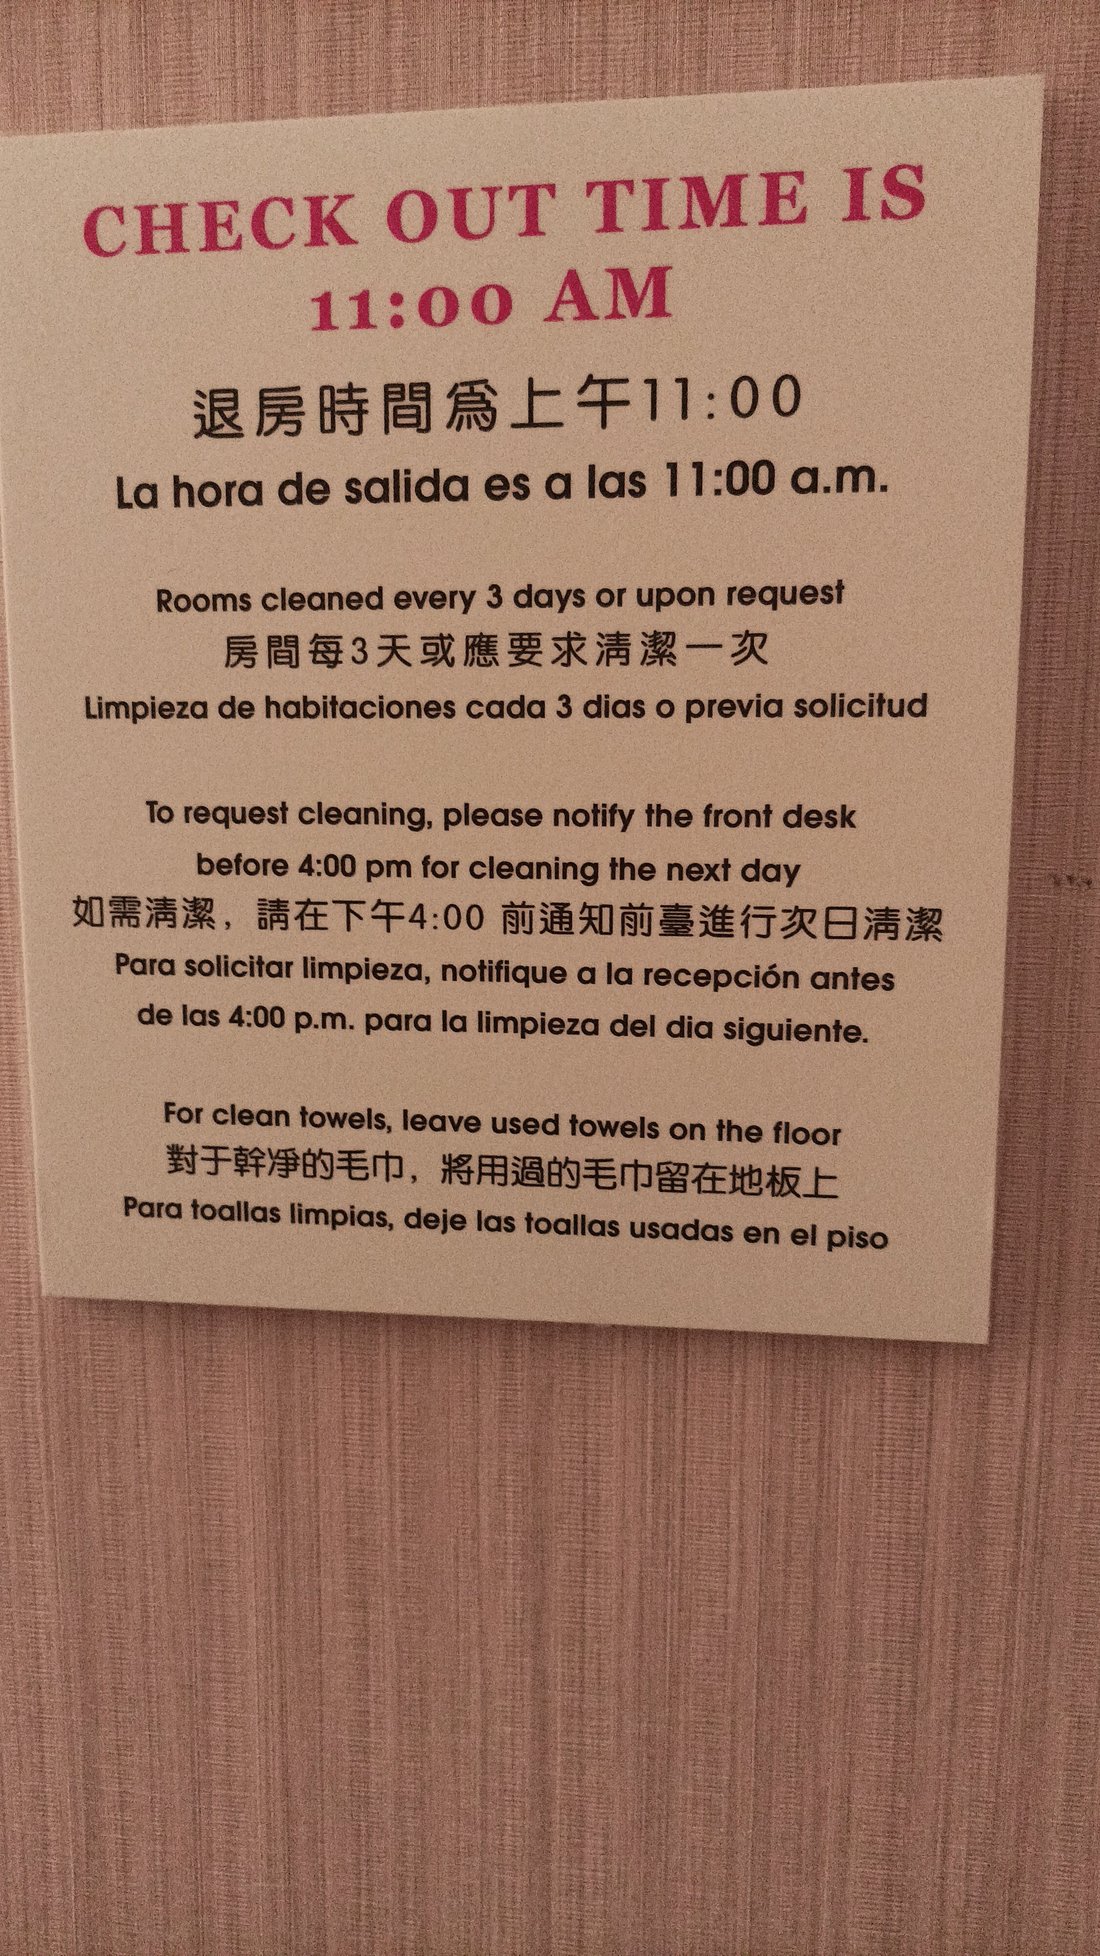 CHECK OUT TIME IS
11:00 AM
退房時間爲上午11:00
La hora de salida es a las 11:00 a.m.
Rooms cleaned every 3 days or upon request
房間每3天或應要求淸潔一次
Limpieza de habitaciones cada 3 dias o previa solicitud
To request cleaning, please notify the front desk
before 4:00 pm for cleaning the next day
如需淸潔，請在下午4:00 前通知前臺進行次日淸潔
Para solicitar limpieza, notifique a la recepción antes
de las 4:00 p.m. para la limpieza del dia siguiente.
For clean towels, leave used towels on the floor
對于幹凈的毛巾，將用過的毛巾留在地板上
Para toallas limpias, deje las toallas usadas en el piso